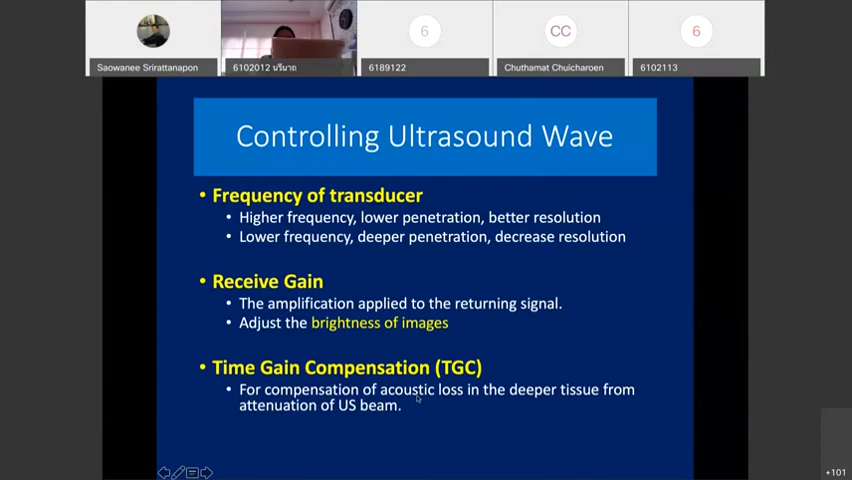 6
CC
6
Saowanee Srirattanapon
6102012 นรีนาถ
6189122
Chuthamat Chuicharoen
6102113
Controlling Ultrasound Wave
• Frequency of transducer
• Higher frequency, lower penetration, better resolution
• Lower frequency, deeper penetration, decrease resolution
• Receive Gain
• The amplification applied to the returning signal.
• Adjust the brightness of images
• Time Gain Compensation (TGC)
• For compensation of acoustic loss in the deeper tissue from
attenuation of US beam.
+101